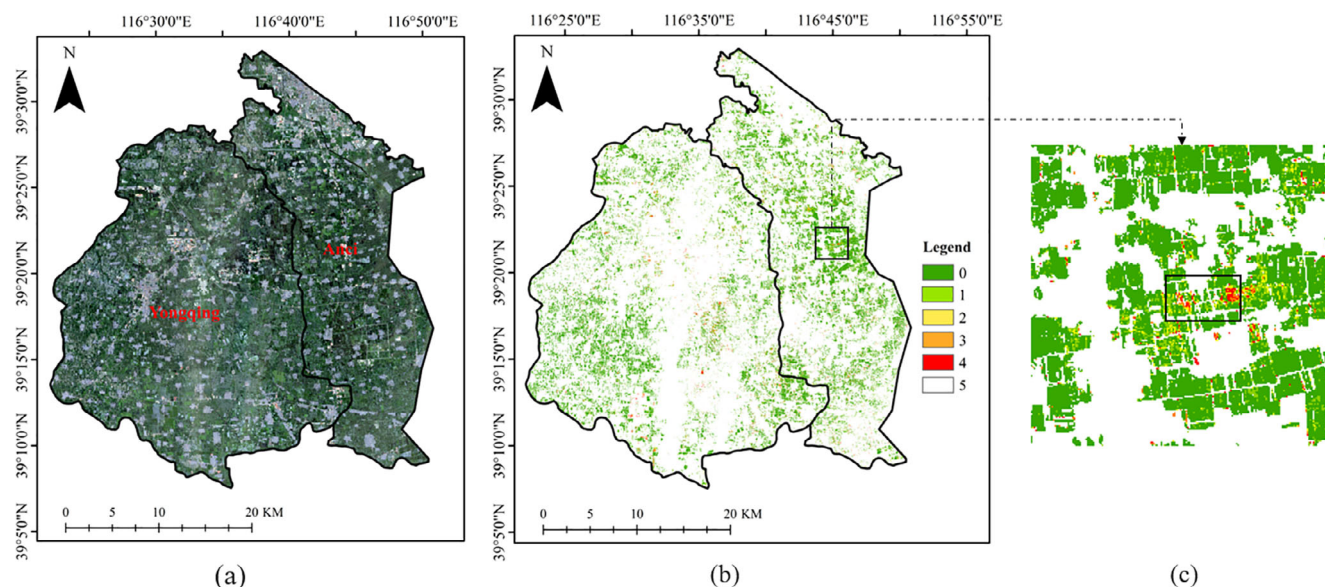 116°30'0"E 116°40'0"E 116°50'0"E
116°25'0"E 116°35'0"E 116°45'0"E 116°55'0"E
N
N
39°30'0"N
39°25'0"N
39°20'0"N
39°15'0"N
39°10'0"N
39°5'0"N
Anci
Yongqing
0 5 10 20 KM
39°30'0"N
39°25'0"N
39°20'0"N
39°15'0"N
39°10'0"N
39°5'0"N
Legend
0
1
2
3
4
5
0 5 10 20 KM
(a)
(b)
(c)